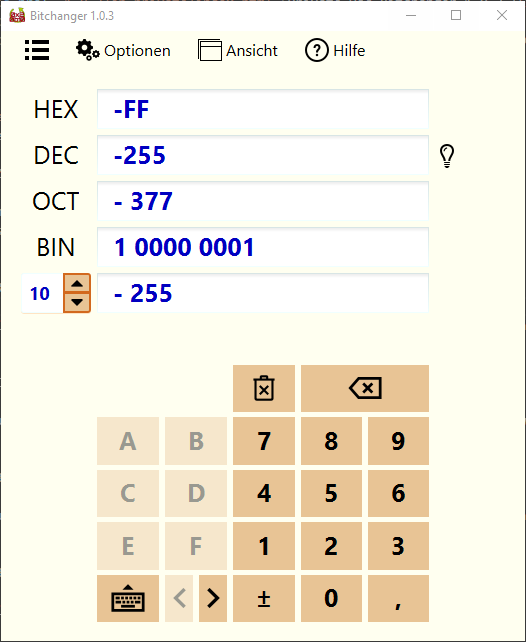 Bitchanger 1.0.3
Optionen Ansicht Hilfe
HEX -FF
DEC -255
OCT - 377
BIN 1 0000 0001
10 - 255
A B 7 8 9
C D 4 5 6
E F 1 2 3
< > ± 0 ,